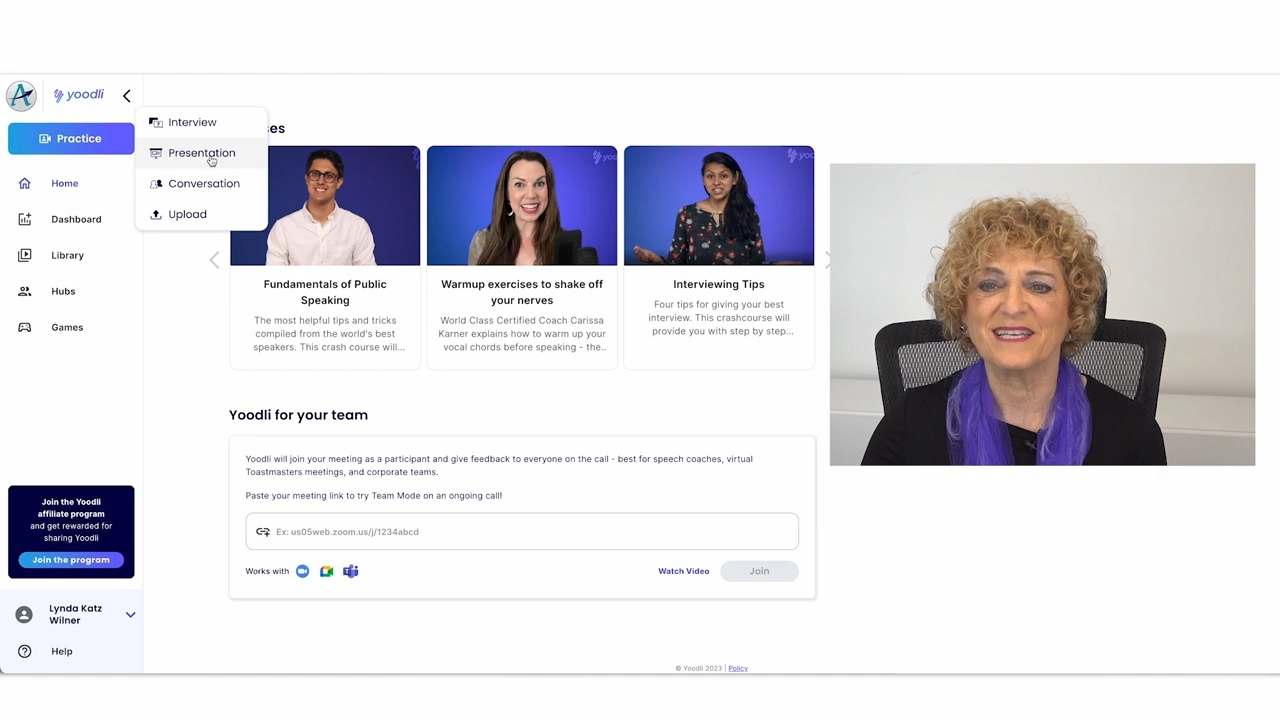 yoodli
Practice
Home
Dashboard
Library
Hubs
Games
Join the Yoodli
affiliate program
and get rewarded for
sharing Yoodli
Join the program
Lynda Katz
Wilner
Help
Interview
Presentation
Conversation
Upload
ses
Fundamentals of Public
Speaking
The most helpful tips and tricks
compiled from the world's best
speakers. This crash course will...
Warmup exercises to shake off
your nerves
World Class Certified Coach Carissa
Karner explains how to warm up your
vocal chords before speaking - the..
Interviewing Tips
Four tips for giving your best
interview. This crashcourse will
provide you with step by step...
Yoodli for your team
Yoodli will join your meeting as a participant and give feedback to everyone on the call - best for speech coaches, virtual
Toastmasters meetings, and corporate teams.
Paste your meeting link to try Team Mode on an ongoing call!
Ex: us05web.zoom.us/j/1234abcd
Works with
Watch Video
Join
© Yoodli 2023 | Policy